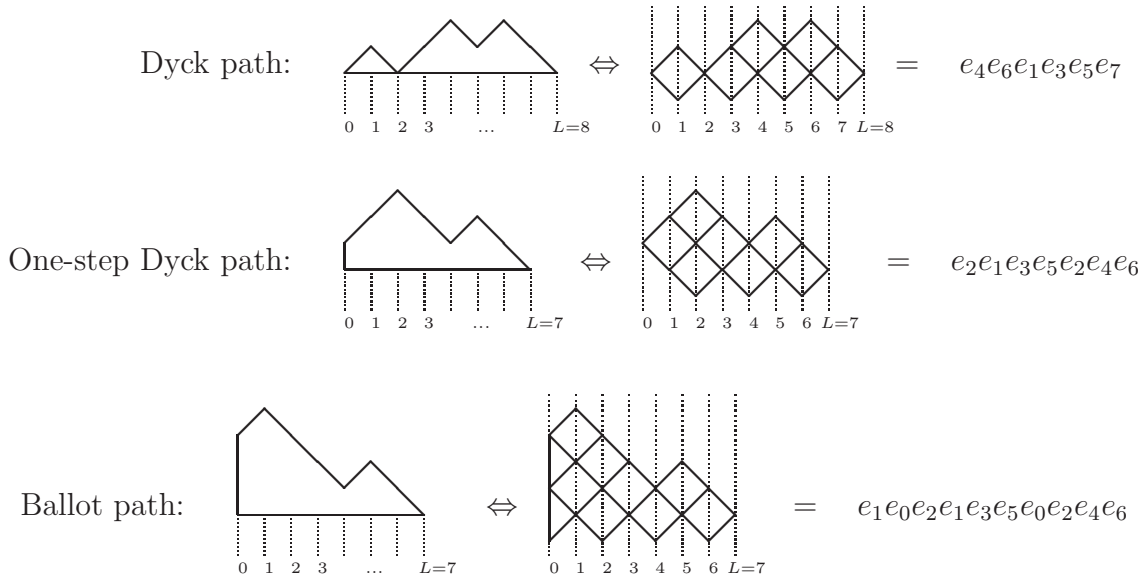 Dyck path: ⇔ = e₄e₆e₁e₃e₅e₇
0 1 2 3 ... L=8 0 1 2 3 4 5 6 7 L=8
One-step Dyck path: ⇔ = e₂e₁e₃e₅e₂e₄e₆
0 1 2 3 ... L=7 0 1 2 3 4 5 6 L=7
Ballot path: ⇔ = e₁e₀e₂e₁e₃e₅e₀e₂e₄e₆
0 1 2 3 ... L=7 0 1 2 3 4 5 6 L=7